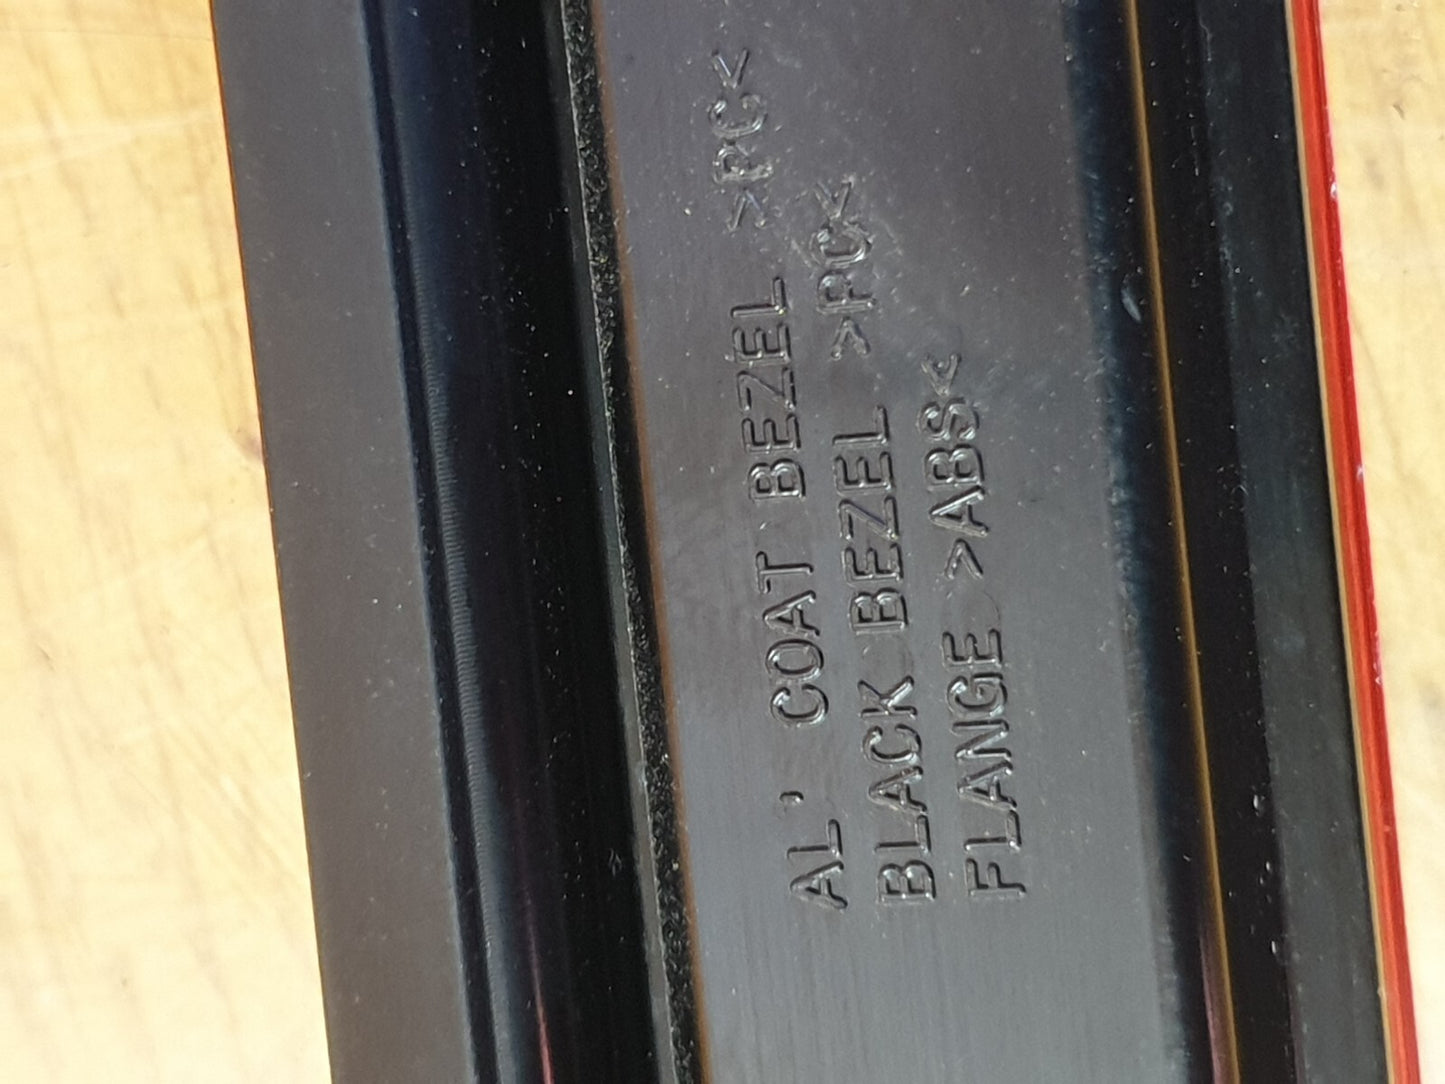 AL' COAT BEZEL >PC<
BLACK BEZEL >PC<
FLANGE >ABS<